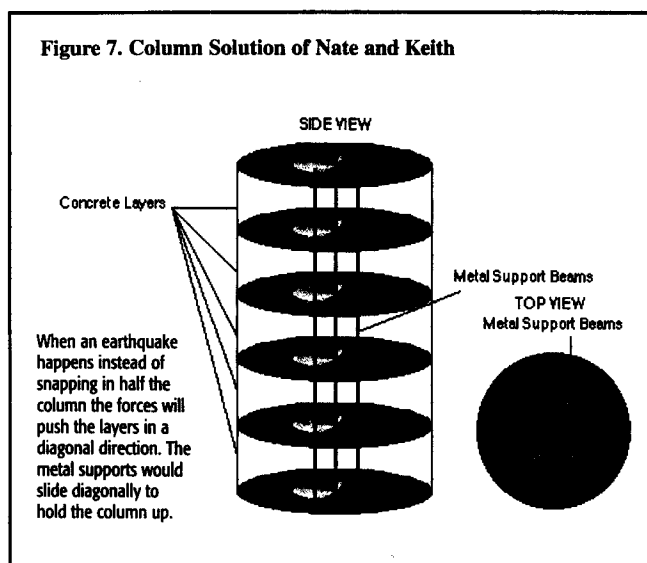 Figure 7. Column Solution of Nate and Keith
SIDE VIEW
Concrete Layers
Metal Support Beams
TOP VIEW
Metal Support Beams
When an earthquake
happens instead of
snapping in half the
column the forces will
push the layers in a
diagonal direction. The
metal supports would
slide diagonally to
hold the column up.